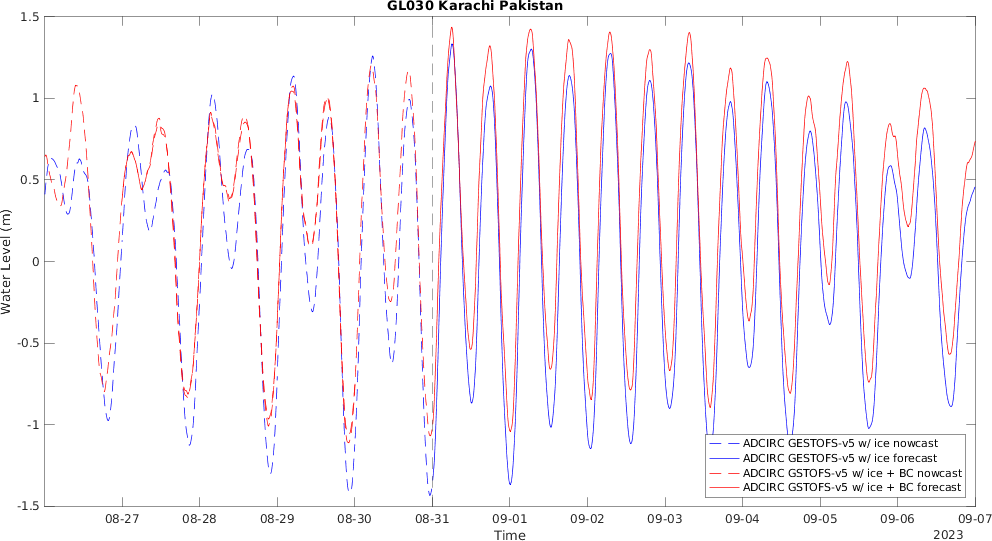 GL030 Karachi Pakistan
1.5
1
0.5
0
-0.5
-1
-1.5
Water Level (m)
ADCIRC GESTOFS-v5 w/ ice nowcast
ADCIRC GESTOFS-v5 w/ ice forecast
ADCIRC GSTOFS-v5 w/ ice + BC nowcast
ADCIRC GSTOFS-v5 w/ ice + BC forecast
08-27 08-28 08-29 08-30 08-31 09-01 09-02 09-03 09-04 09-05 09-06 09-07
Time
2023